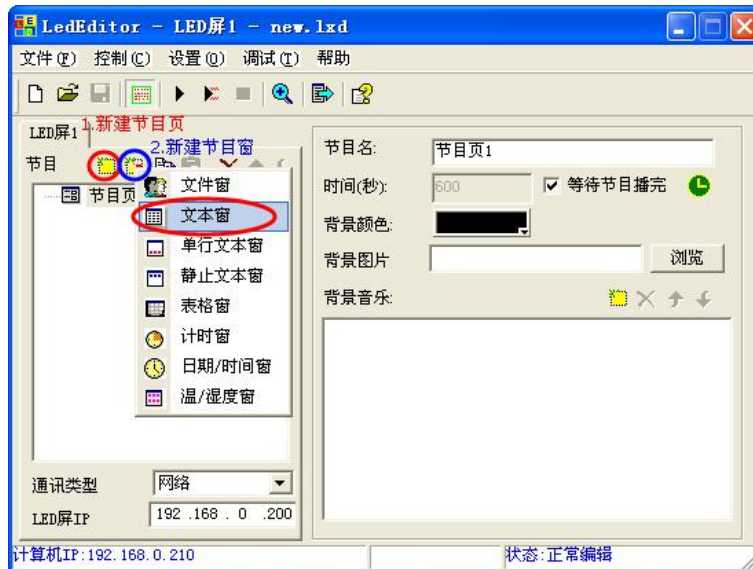 LedEditor - LED屏1 - new.lxd
文件(F) 控制(C) 设置(O) 调试(T) 帮助
LED屏1
1.新建节目页
2.新建节目窗
节目
节目页
文件窗
文本窗
单行文本窗
静止文本窗
表格窗
计时窗
日期/时间窗
温/湿度窗
通讯类型 网络
LED屏IP 192 .168 . 0 .200
节目名: 节目页1
时间(秒): 600 等待节目播完
背景颜色:
背景图片 浏览
背景音乐:
计算机IP:192.168.0.210 状态:正常编辑